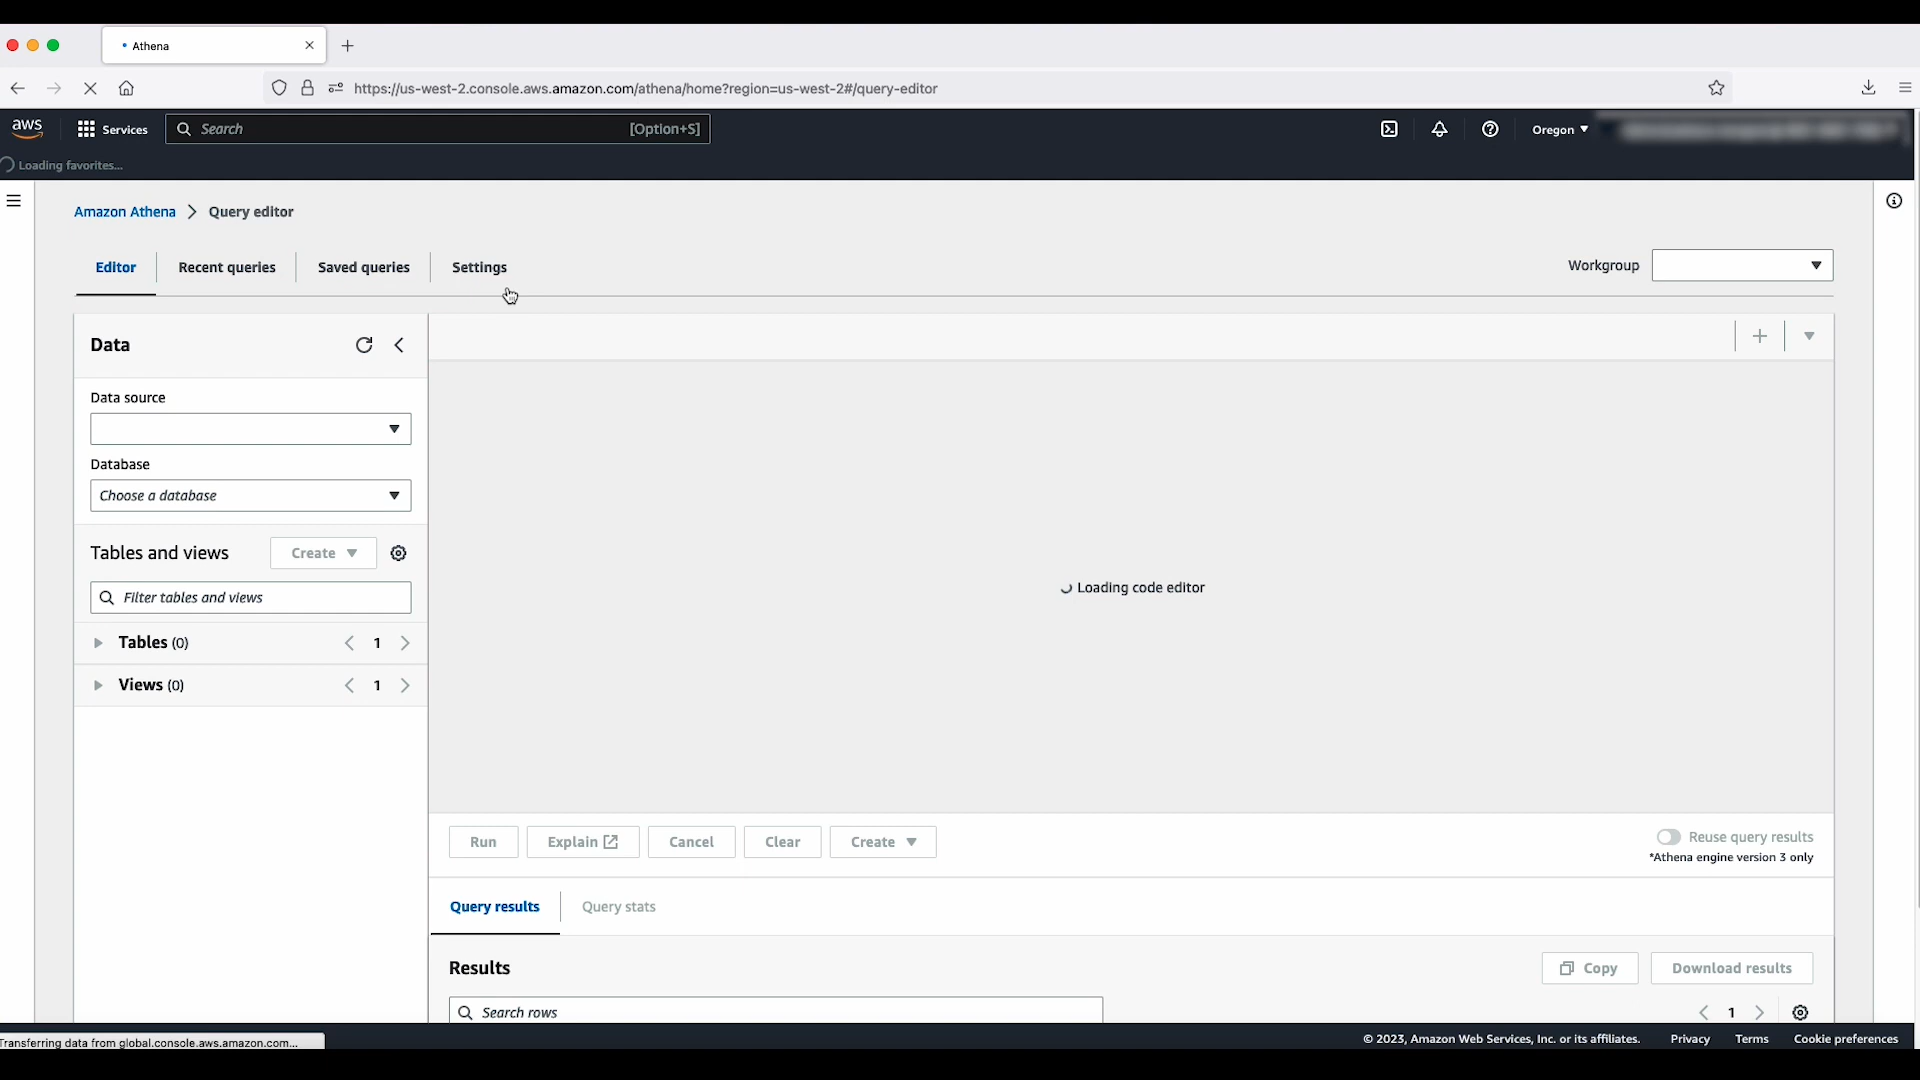 Athena
https://us-west-2.console.aws.amazon.com/athena/home?region=us-west-2#/query-editor
aws Services Search [Option+S] Oregon
Loading favorites...
Amazon Athena > Query editor
Editor Recent queries Saved queries Settings
Workgroup
Data
Data source
Database
Choose a database
Tables and views Create
Filter tables and views
Tables (0) 1
Views (0) 1
Loading code editor
Run Explain Cancel Clear Create
Reuse query results
*Athena engine version 3 only
Query results Query stats
Results Copy Download results
Search rows 1
© 2023, Amazon Web Services, Inc. or its affiliates. Privacy Terms Cookie preferences
Transferring data from global.console.aws.amazon.com...